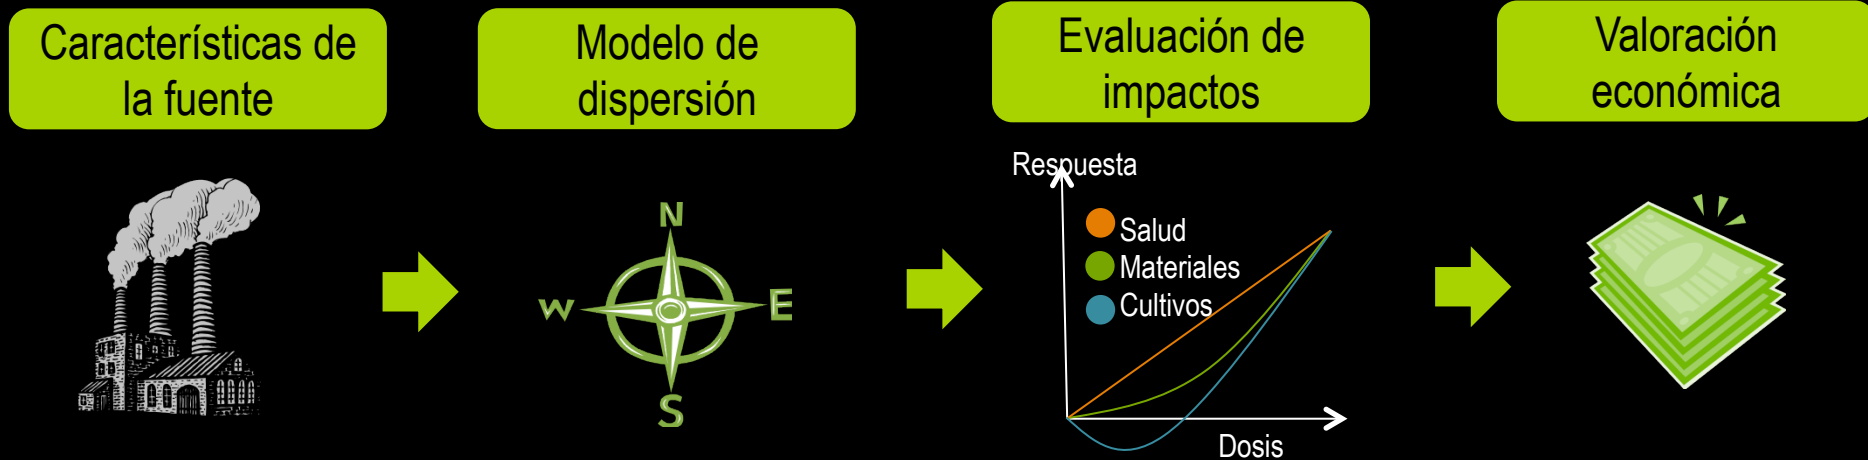 Características de
la fuente
Modelo de
dispersión
Evaluación de
impactos
Valoración
económica
N
W
E
S
Respuesta
Salud
Materiales
Cultivos
Dosis